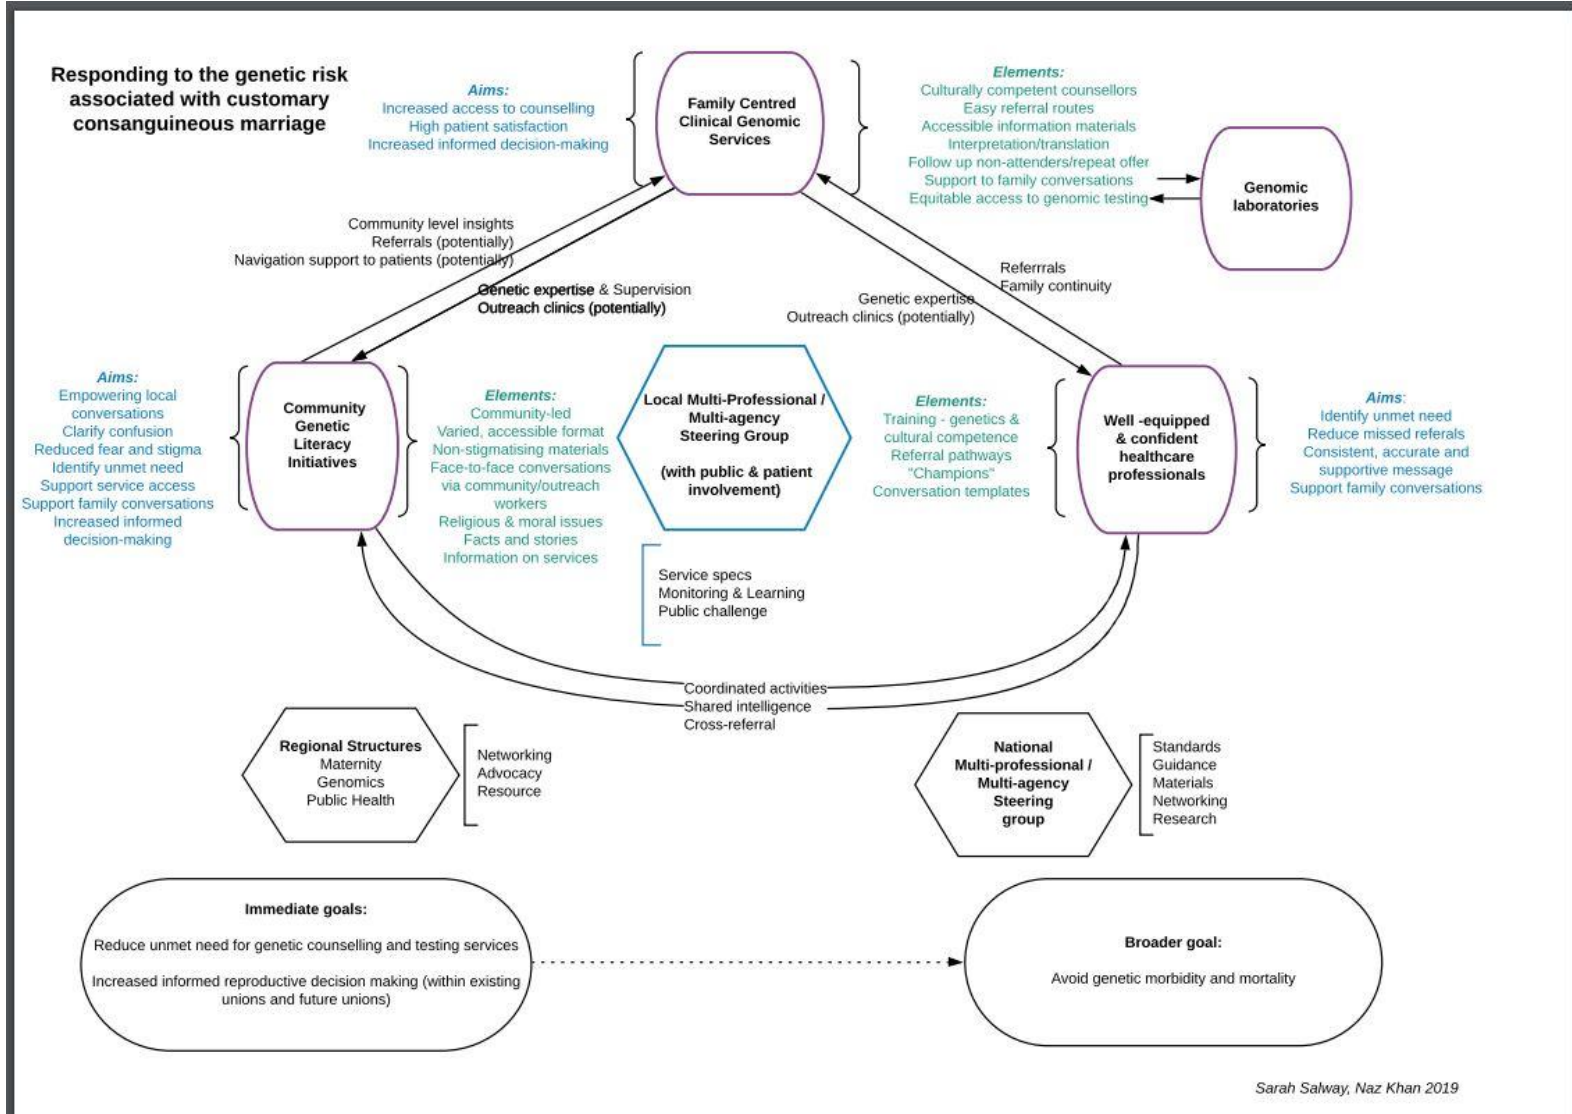 Responding to the genetic risk
associated with customary
consanguineous marriage
Aims:
Increased access to counselling
High patient satisfaction
Increased informed decision-making
Family Centred
Clinical Genomic
Services
Elements:
Culturally competent counsellors
Easy referral routes
Accessible information materials
Interpretation/translation
Follow up non-attenders/repeat offer
Support to family conversations
Equitable access to genomic testing
Genomic
laboratories
Community level insights
Referrals (potentially)
Navigation support to patients (potentially)
Genetic expertise & Supervision
Outreach clinics (potentially)
Genetic expertise
Outreach clinics (potentially)
Referrrals
Family continuity
Aims:
Empowering local
conversations
Clarify confusion
Reduced fear and stigma
Identify unmet need
Support service access
Support family conversations
Increased informed
decision-making
Community
Genetic
Literacy
Initiatives
Elements:
Community-led
Varied, accessible format
Non-stigmatising materials
Face-to-face conversations
via community/outreach
workers
Religious & moral issues
Facts and stories
Information on services
Local Multi-Professional /
Multi-agency
Steering Group
(with public & patient
involvement)
Service specs
Monitoring & Learning
Public challenge
Elements:
Training - genetics &
cultural competence
Referral pathways
"Champions"
Conversation templates
Well -equipped
& confident
healthcare
professionals
Aims:
Identify unmet need
Reduce missed referrals
Consistent, accurate and
supportive message
Support family conversations
Coordinated activities
Shared intelligence
Cross-referral
Regional Structures
Maternity
Genomics
Public Health
Networking
Advocacy
Resource
National
Multi-professional /
Multi-agency
Steering
group
Standards
Guidance
Materials
Networking
Research
Immediate goals:
Reduce unmet need for genetic counselling and testing services
Increased informed reproductive decision making (within existing
unions and future unions)
Broader goal:
Avoid genetic morbidity and mortality
Sarah Salway, Naz Khan 2019